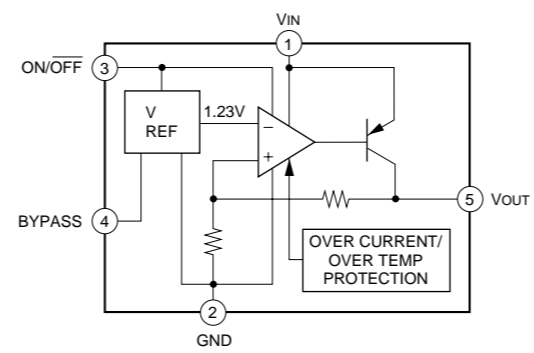 VIN
1
ON/OFF
3
V
REF
1.23V
−
+
BYPASS
4
5
VOUT
OVER CURRENT/
OVER TEMP
PROTECTION
2
GND